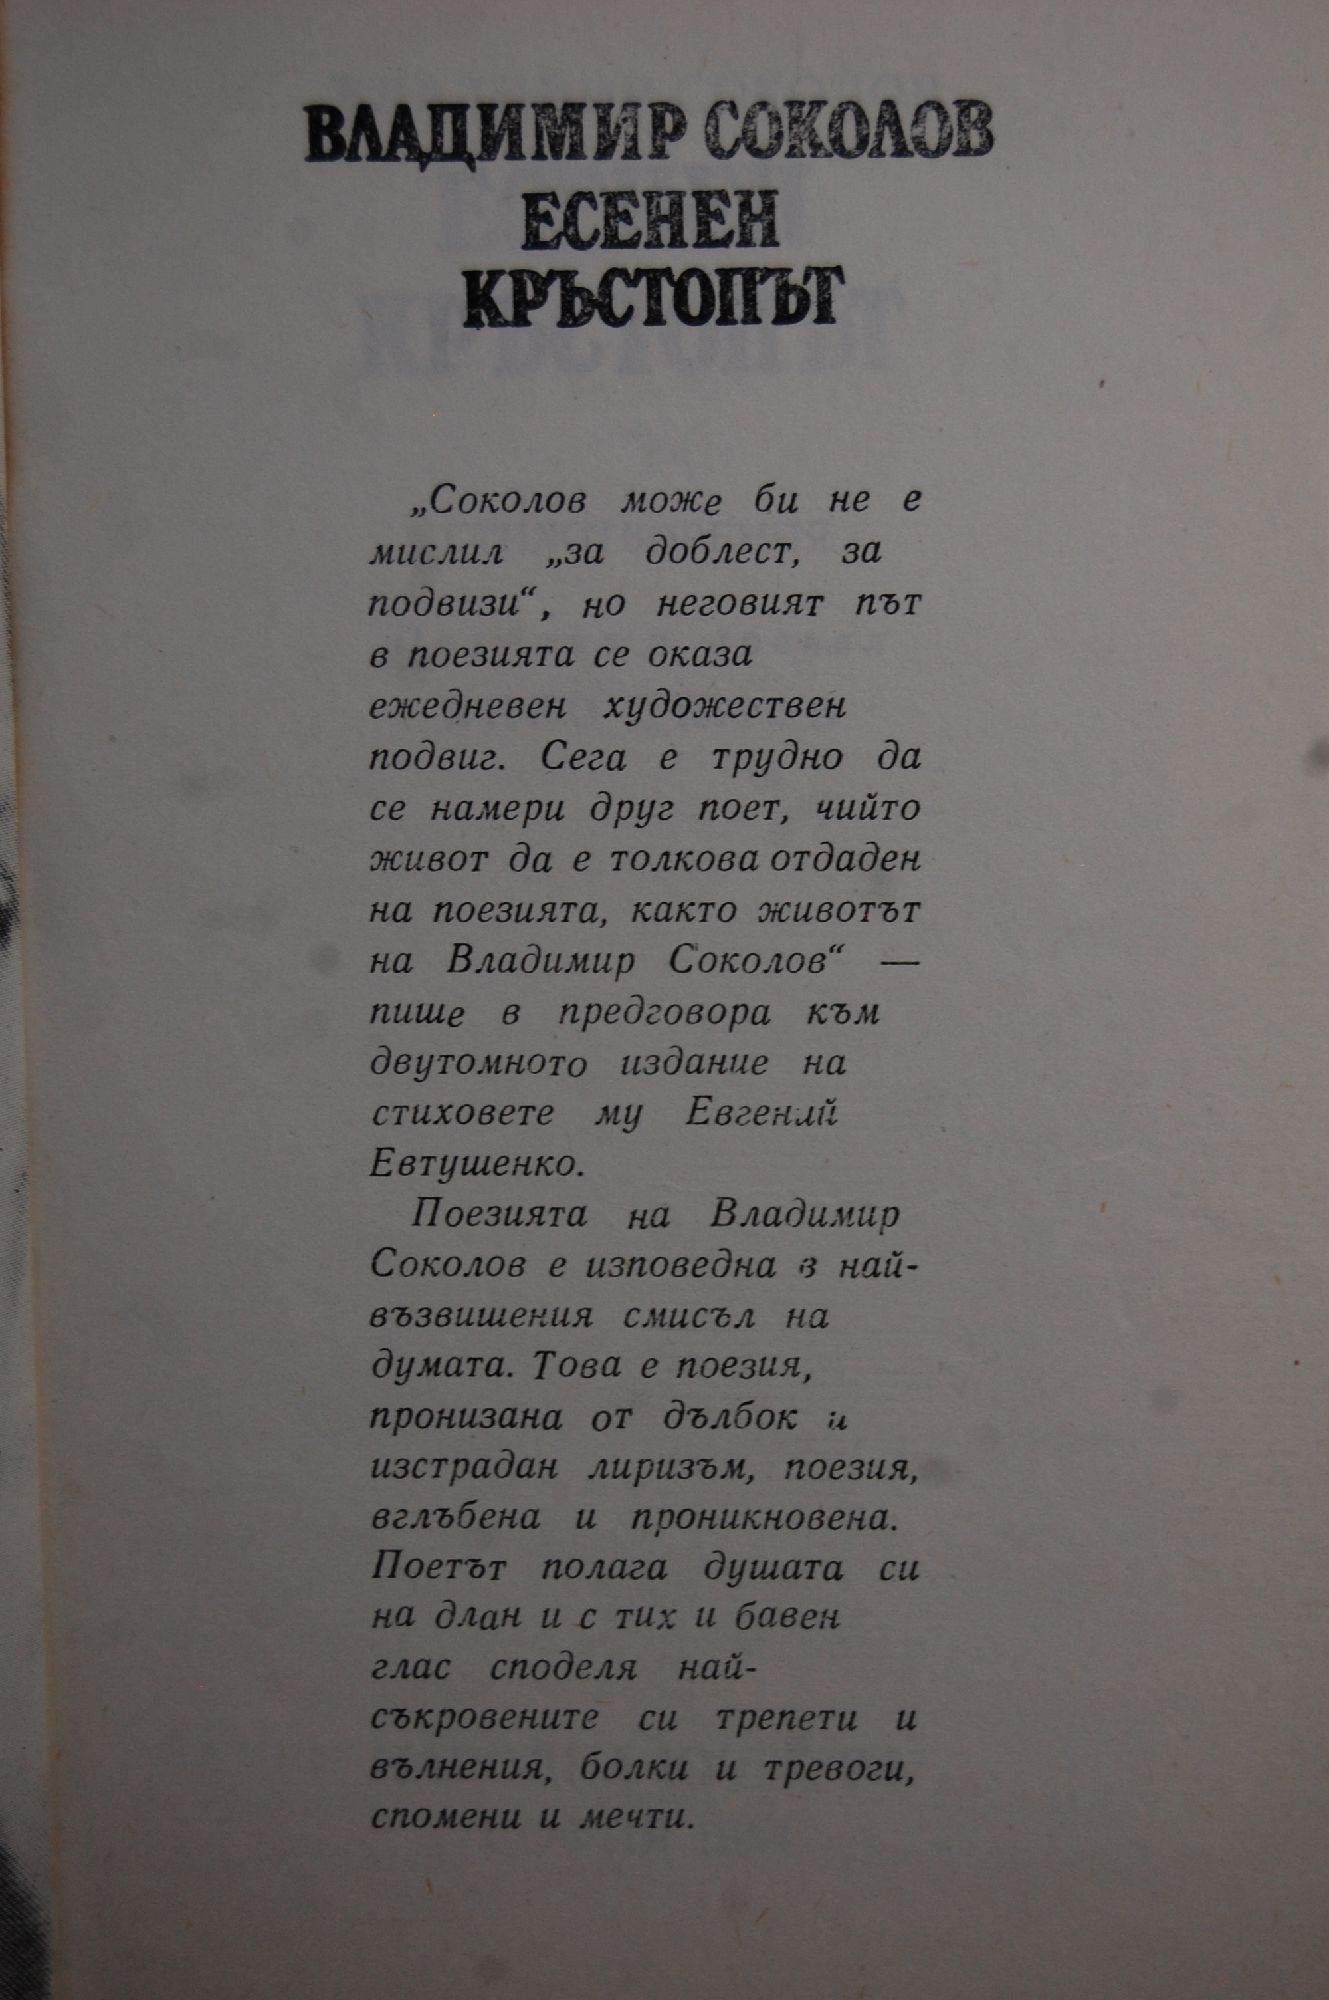 ВЛАДИМИР СОКОЛОВ
ЕСЕНЕН
КРЪСТОПЪТ
„Соколов може би не е
мислил „за доблест, за
подвизи“, но неговият път
в поезията се оказа
ежедневен художествен
подвиг. Сега е трудно да
се намери друг поет, чийто
живот да е толкова отдаден
на поезията, както животът
на Владимир Соколов“ —
пише в предговора към
двутомното издание на
стиховете му Евгений
Евтушенко.
Поезията на Владимир
Соколов е изповедна в най-
възвишения смисъл на
думата. Това е поезия,
пронизана от дълбок и
изстрадан лиризъм, поезия,
вглъбена и проникновена.
Поетът полага душата си
на длан и с тих и бавен
глас споделя най-
съкровените си трепети и
вълнения, болки и тревоги,
спомени и мечти.